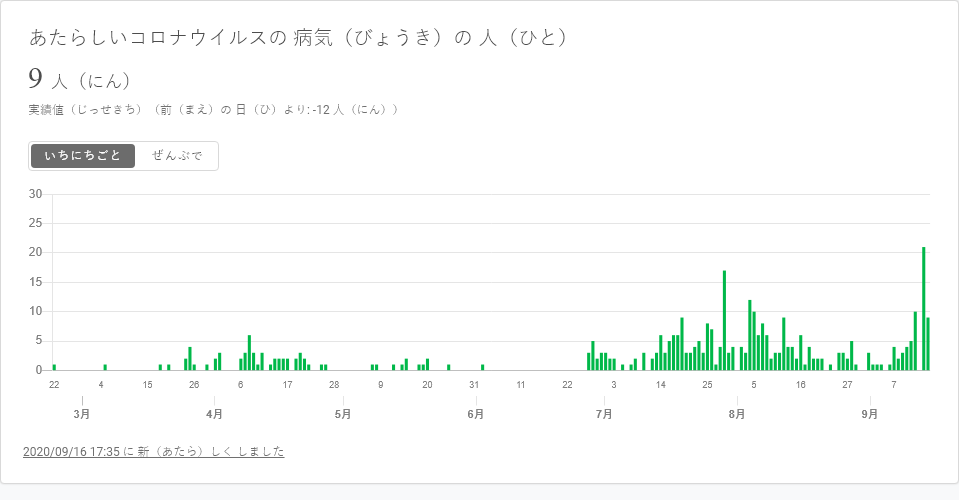 あたらしいコロナウイルスの 病気（びょうき）の 人（ひと）
9 人（にん）
実績値（じっせきち）（前（まえ）の 日（ひ）より: -12 人（にん））
いちにちごと ぜんぶで
30
25
20
15
10
5
0
22 4 15 26 6 17 28 9 20 31 11 22 3 14 25 5 16 27 7
3月 4月 5月 6月 7月 8月 9月
2020/09/16 17:35 に 新（あたら）しく しました